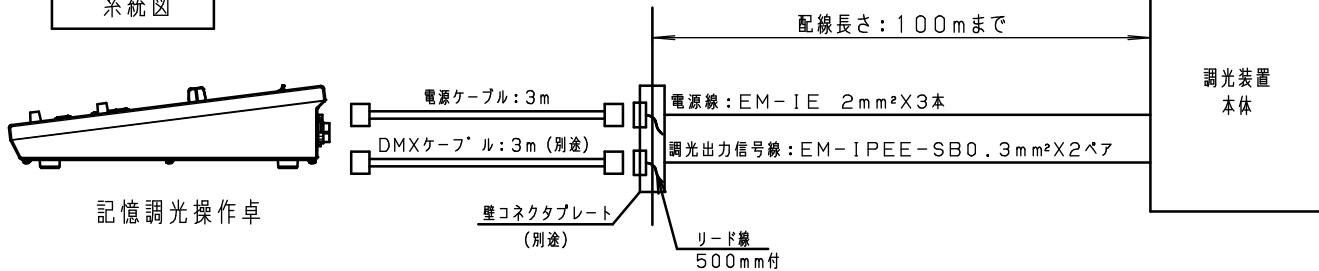 系統図
配線長さ：100mまで
調光装置
本体
電源ケーブル：3m
電源線：EM-IE 2mm²X3本
DMXケーブル：3m (別途)
調光出力信号線：EM-IPEE-SB0.3mm²X2ペア
記憶調光操作卓
壁コネクタプレート
(別途)
リード線
500mm付